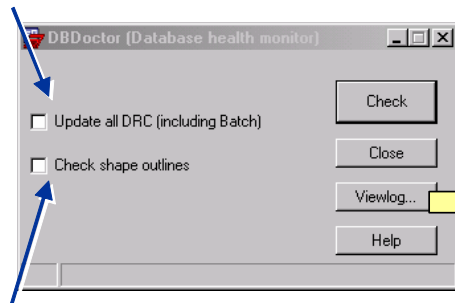 DBDoctor (Database health monitor)
Update all DRC (including Batch)
Check shape outlines
Check
Close
Viewlog...
Help